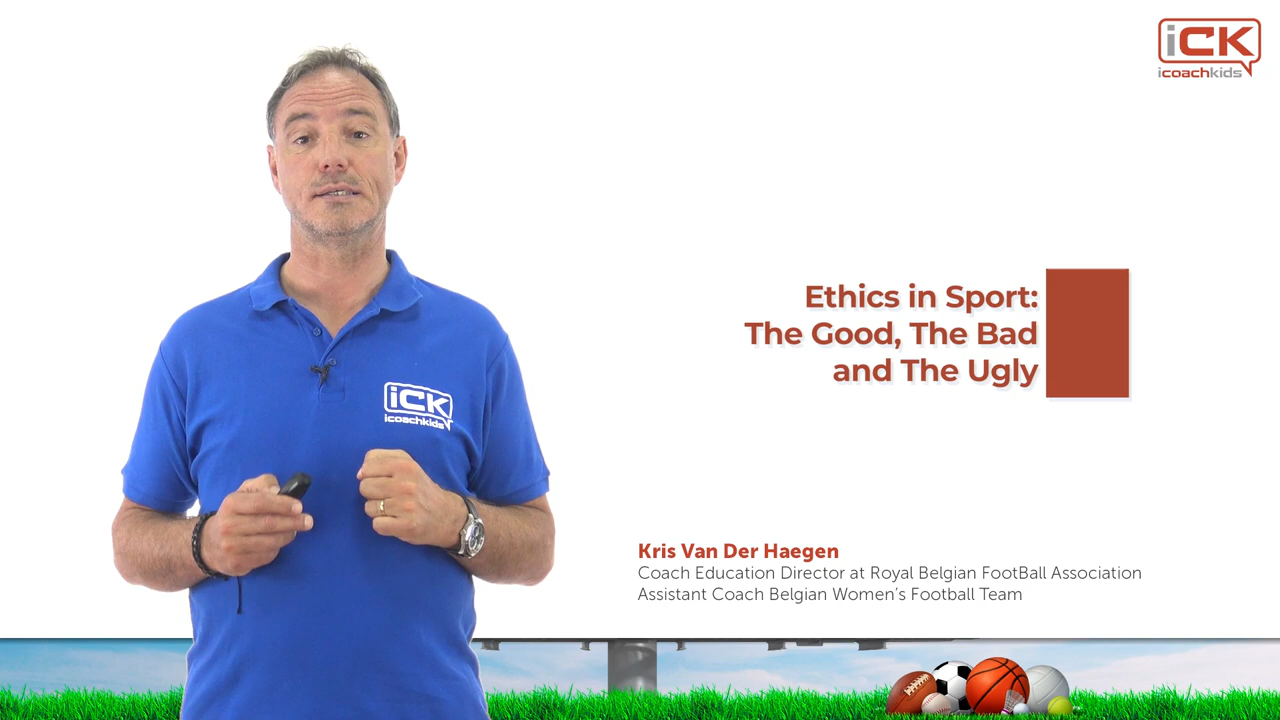 iCK
icoachkids
Ethics in Sport:
The Good, The Bad
and The Ugly
iCK
icoachkids
Kris Van Der Haegen
Coach Education Director at Royal Belgian FootBall Association
Assistant Coach Belgian Women's Football Team